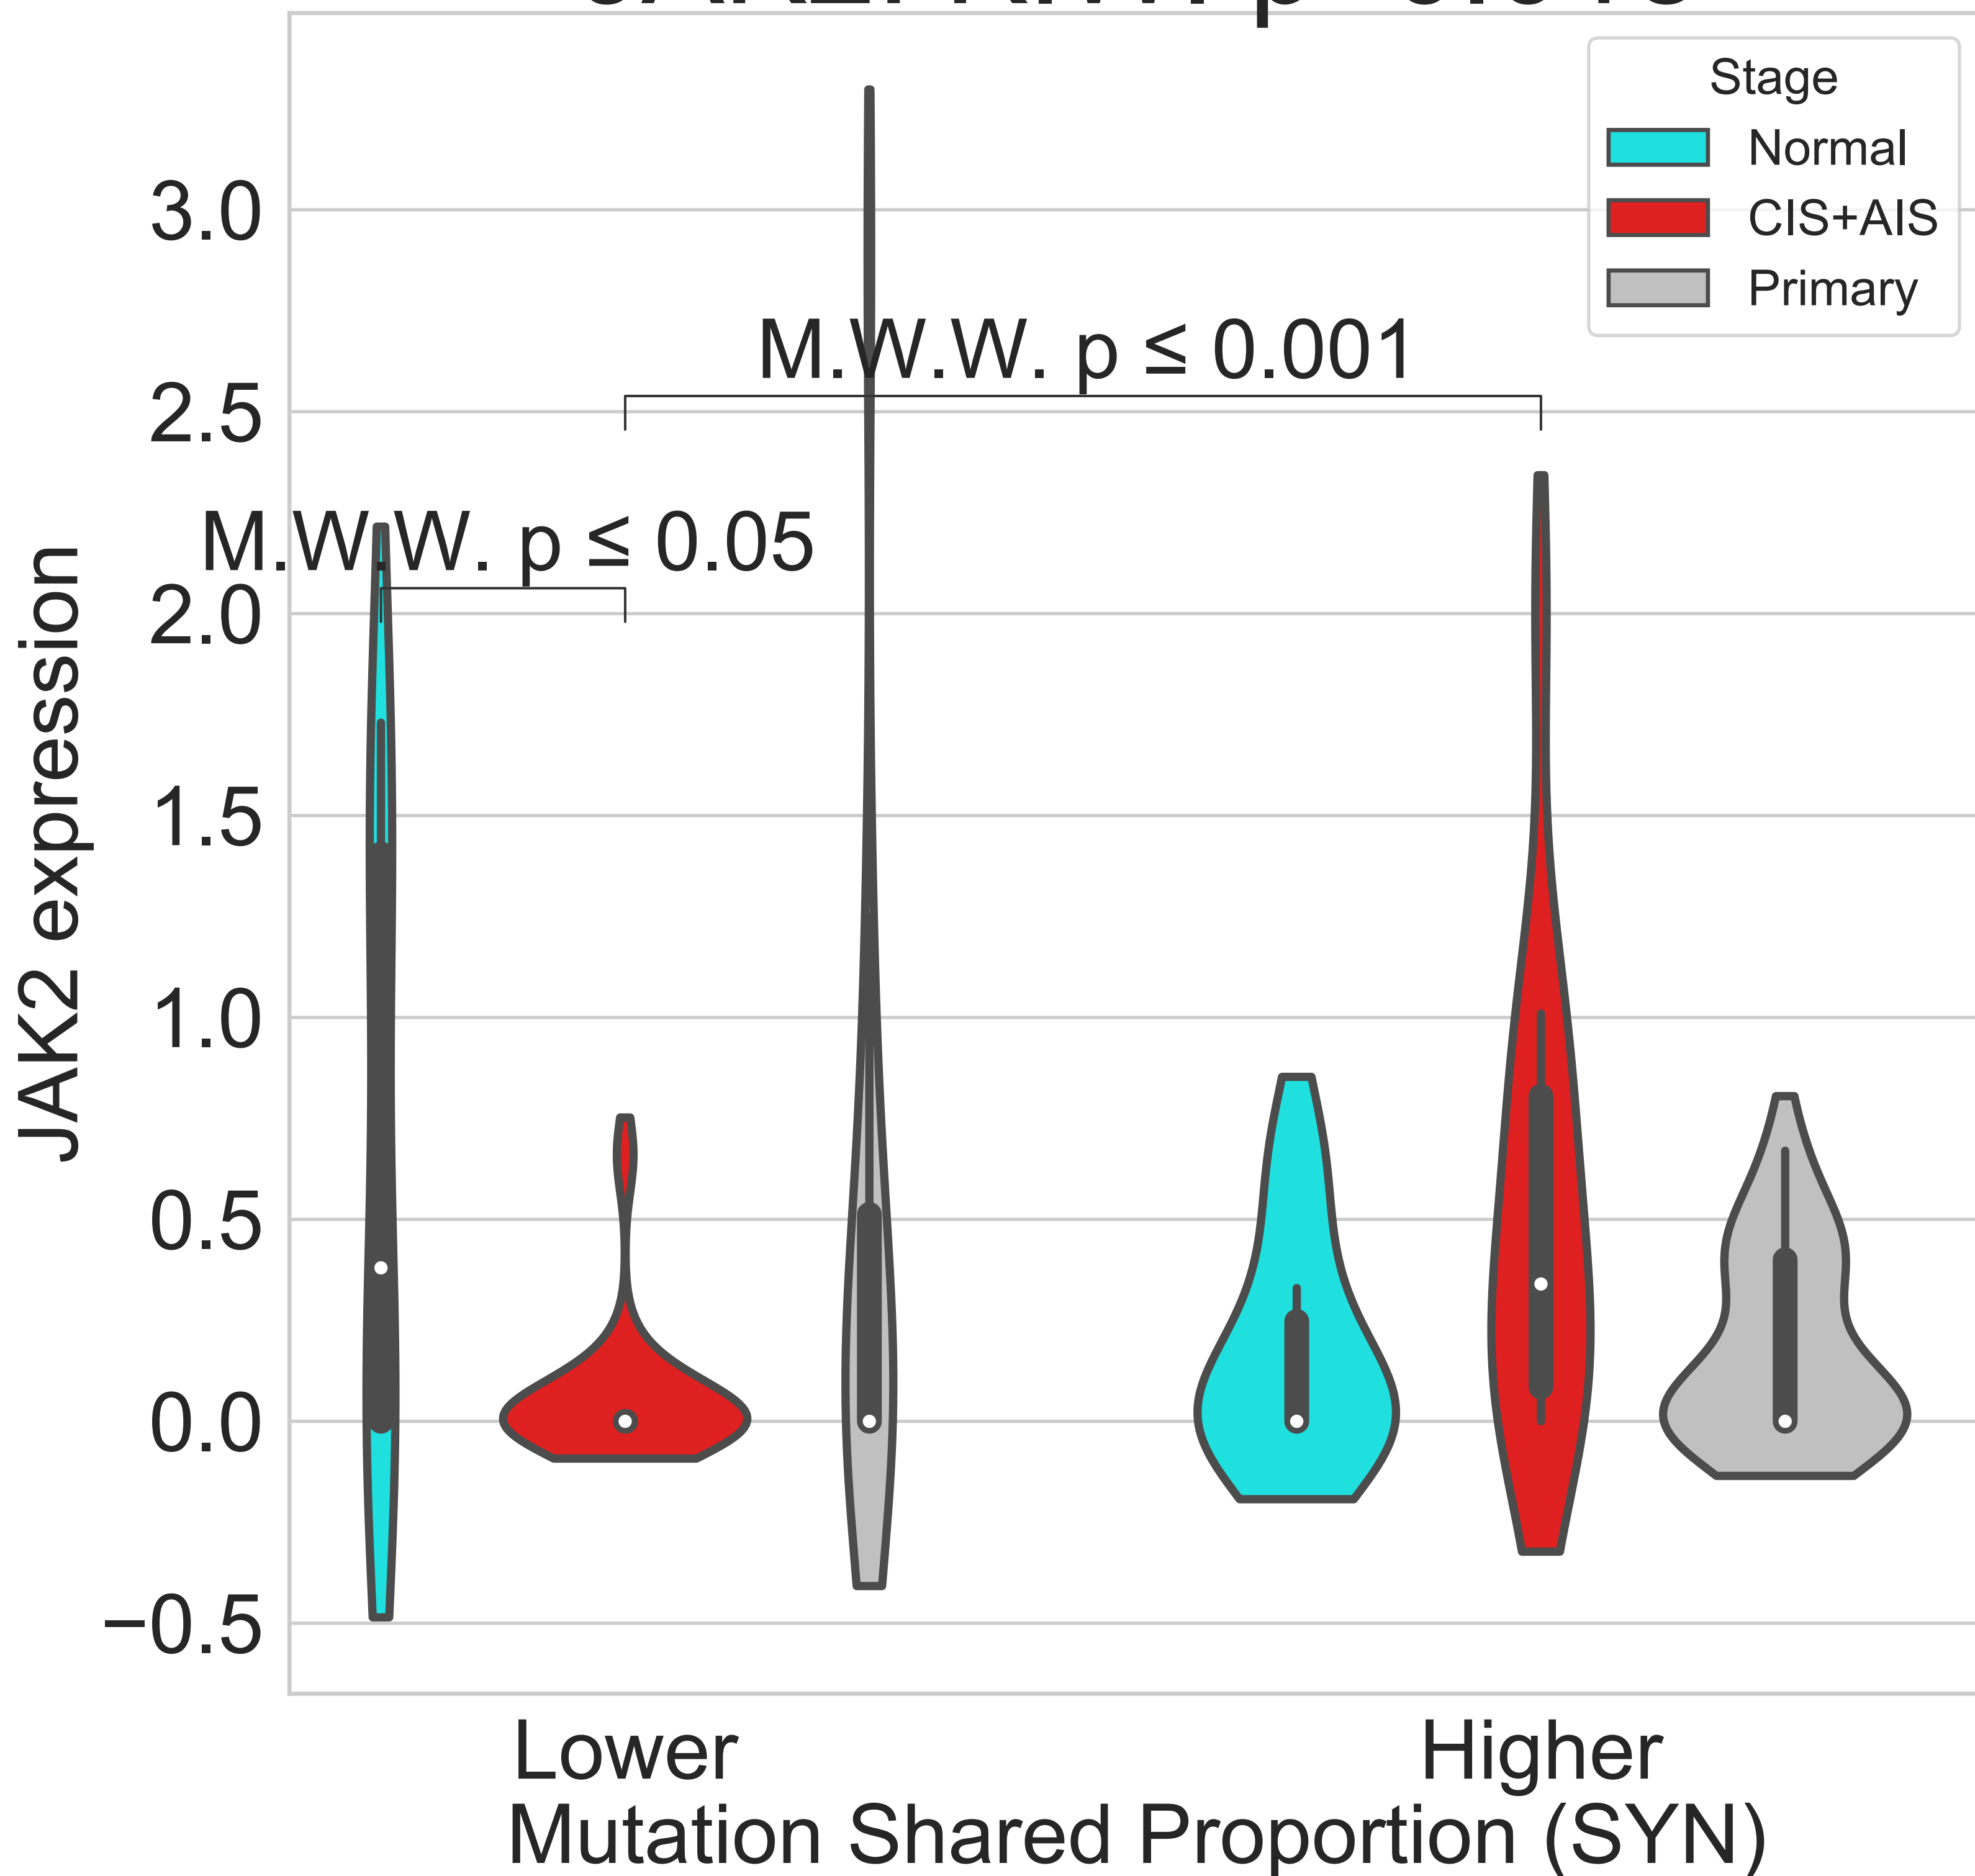 Stage
Normal
CIS+AIS
Primary
3.0
M.W.W. p ≤ 0.001
2.5
M.W.W. p ≤ 0.05
2.0
1.5
1.0
0.5
0.0
−0.5
JAK2 expression
Lower
Higher
Mutation Shared Proportion (SYN)